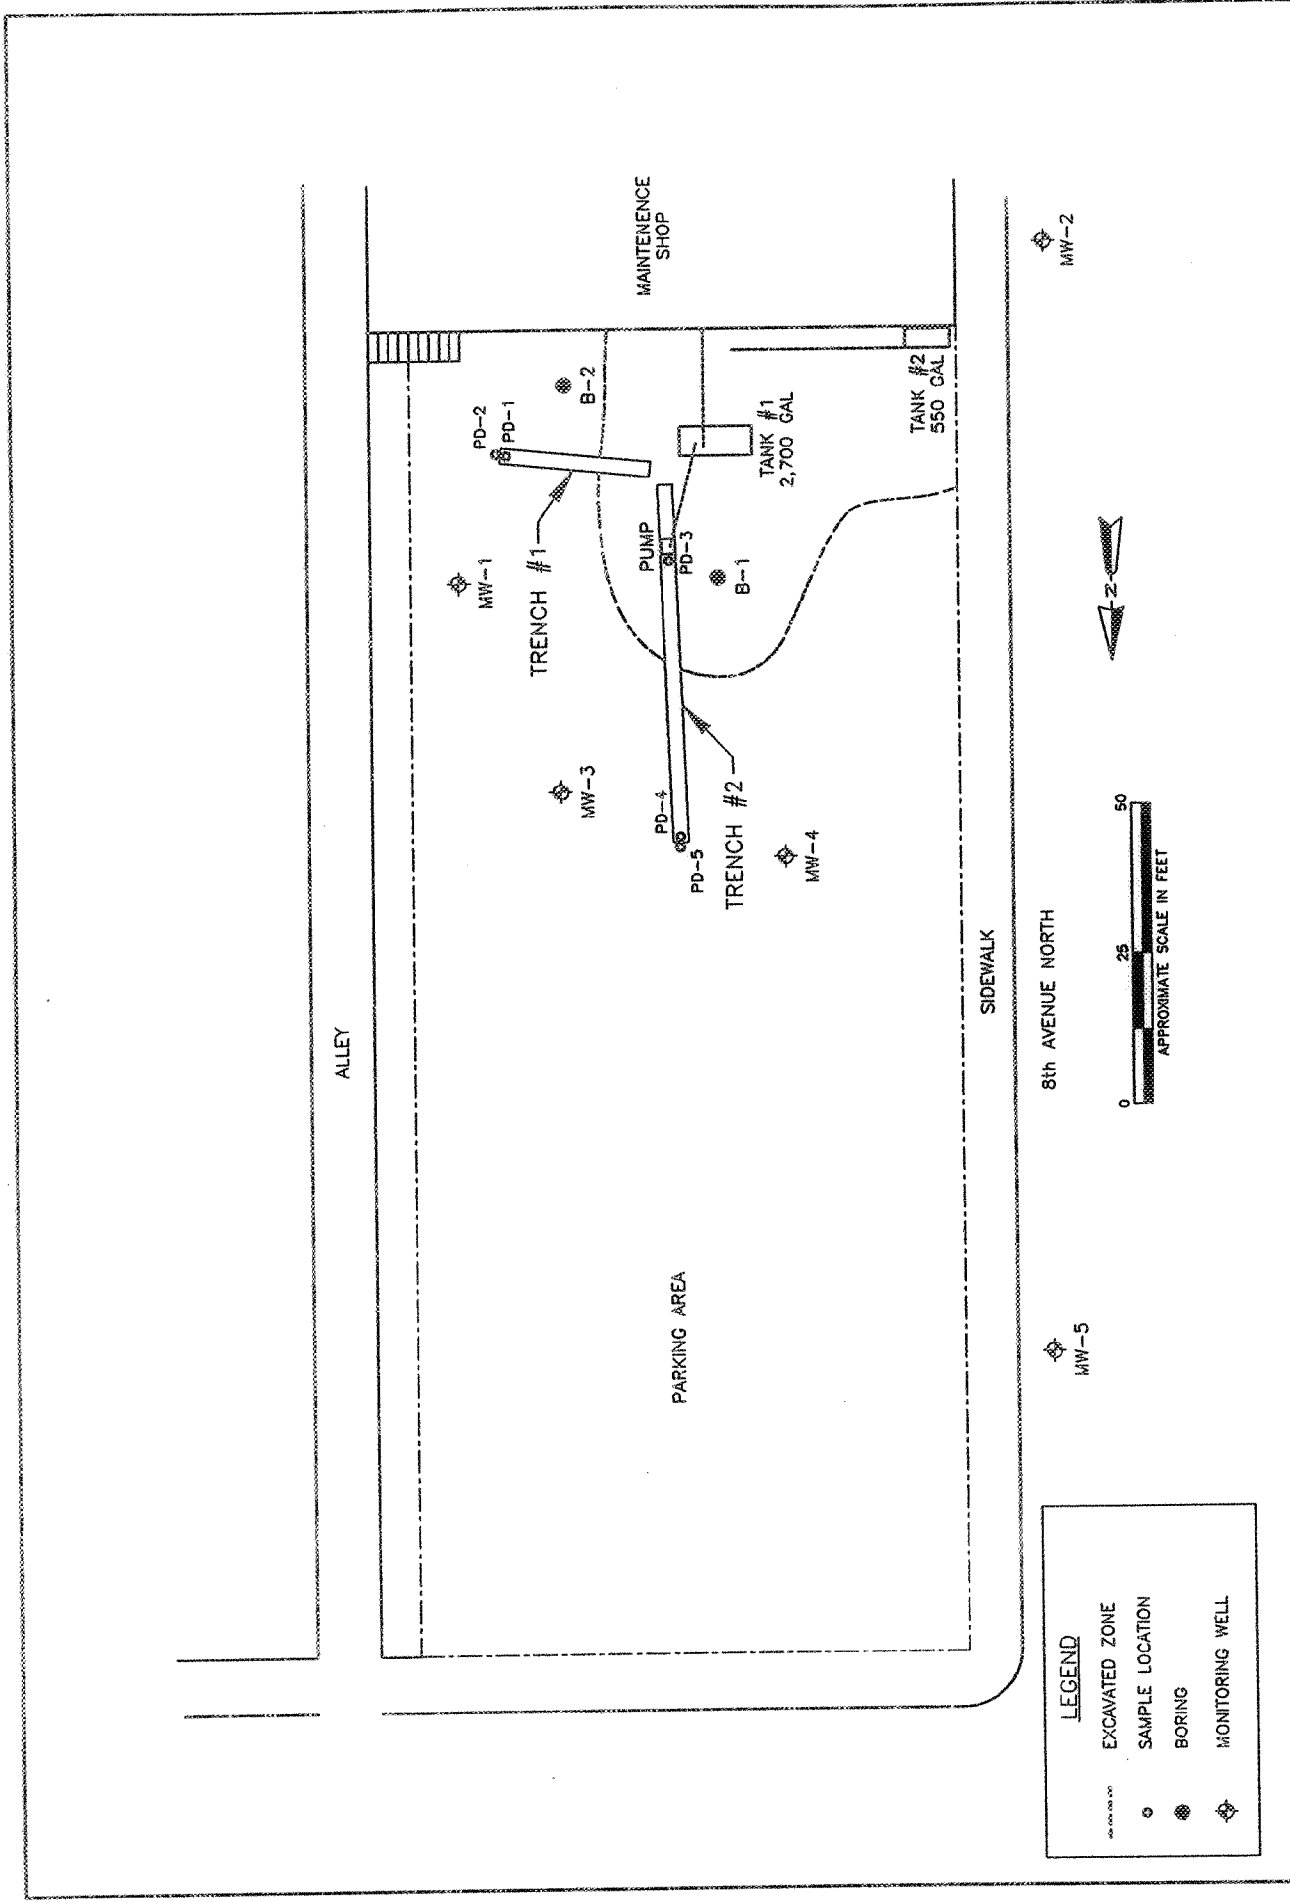 ALLEY
MAINTENENCE
SHOP
PD-2
PD-1
B-2
MW-1
TRENCH #1
PUMP
PD-3
B-1
TANK #1
2,700 GAL
TANK #2
550 GAL
MW-2
MW-3
PD-4
PD-5
TRENCH #2
MW-4
PARKING AREA
SIDEWALK
8th AVENUE NORTH
MW-5
N
0
25
50
APPROXIMATE SCALE IN FEET
LEGEND
EXCAVATED ZONE
SAMPLE LOCATION
BORING
MONITORING WELL